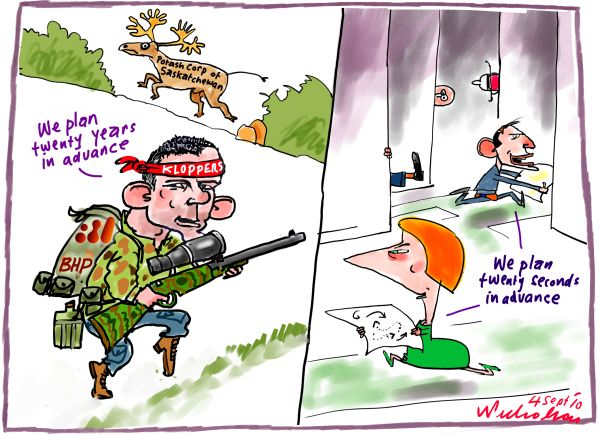 Potash Corp of
Saskatchewan
We plan
twenty years
in advance
KLOPPERS
BHP
We plan
twenty seconds
in advance
4 Sept 10
Nicholson